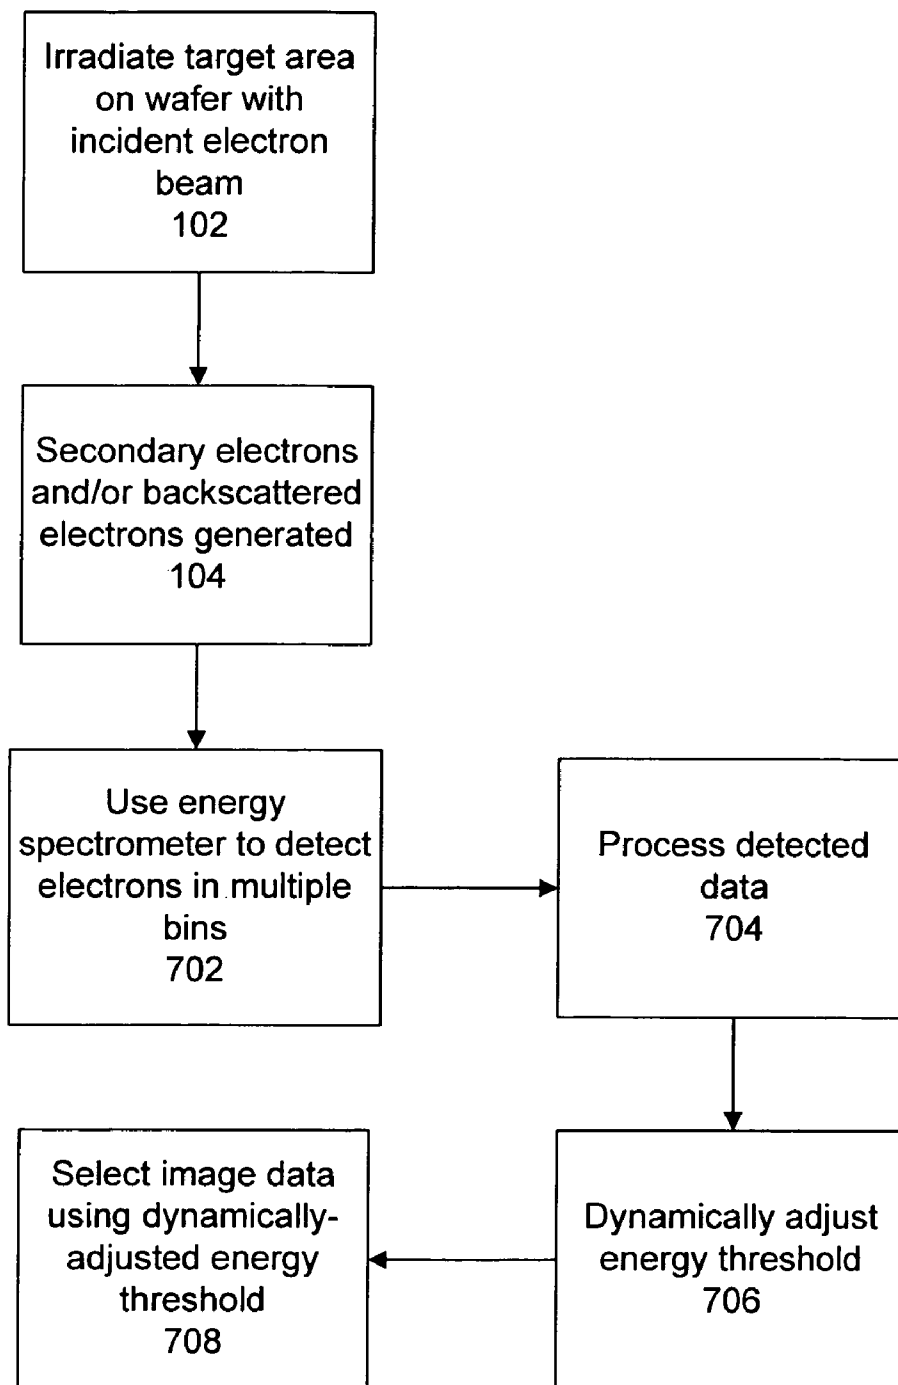 Irradiate target area
on wafer with
incident electron
beam
102
Secondary electrons
and/or backscattered
electrons generated
104
Use energy
spectrometer to detect
electrons in multiple
bins
702
Process detected
data
704
Dynamically adjust
energy threshold
706
Select image data
using dynamically-
adjusted energy
threshold
708